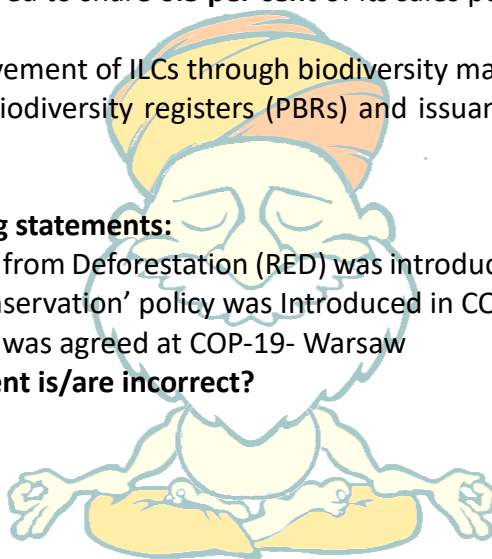 to share 0.5 per cent of its sales
vement of ILCs through biodiversity ma
iodiversity registers (PBRs) and issuan
g statements:
from Deforestation (RED) was introduc
nservation’ policy was Introduced in CO
was agreed at COP-19- Warsaw
ent is/are incorrect?